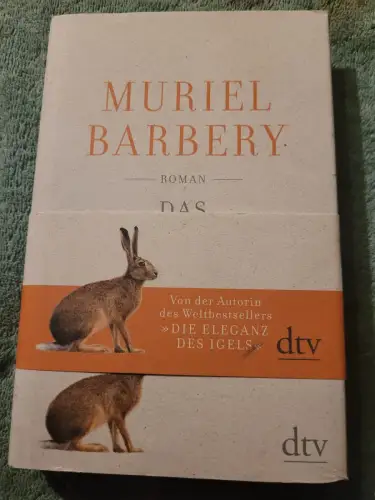 MURIEL
BARBERY
ROMAN
DAS
Von der Autorin
des Weltbestsellers
»DIE ELEGANZ
DES IGELS«
dtv
dtv